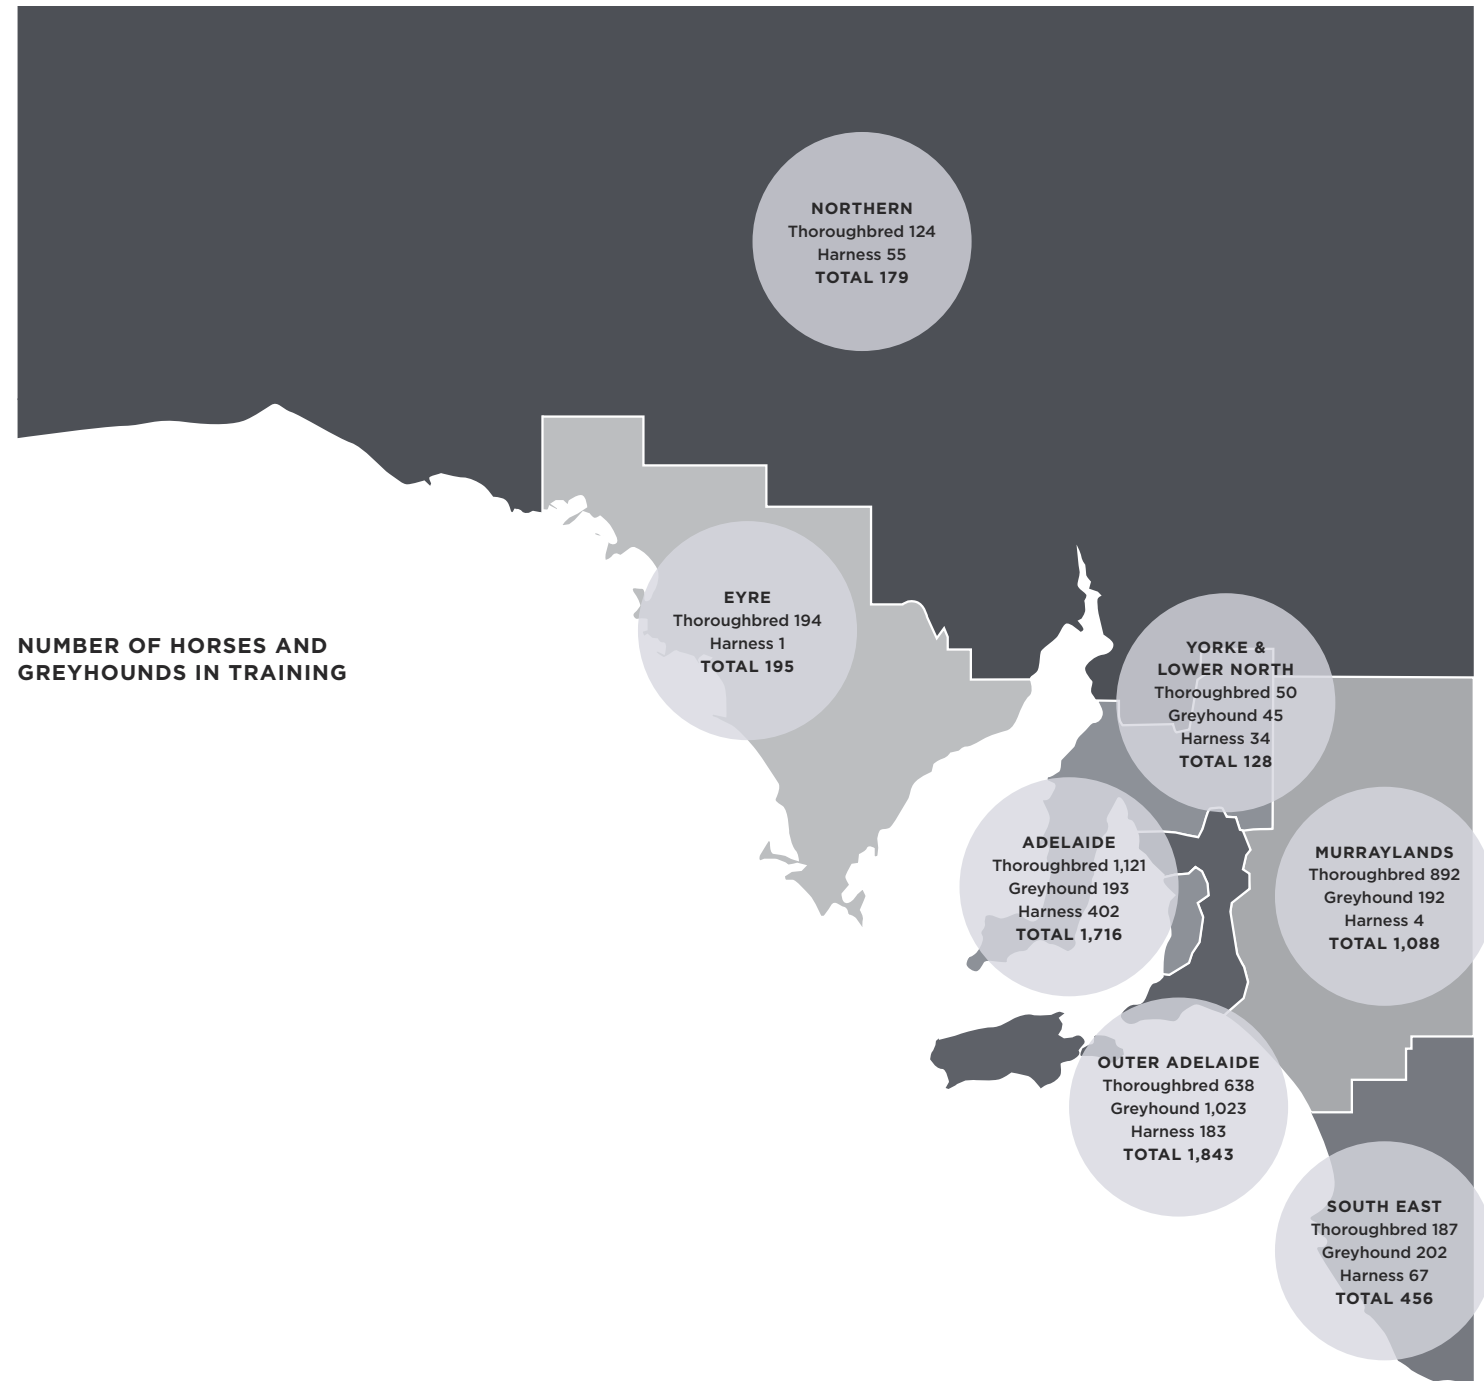 NORTHERN
Thoroughbred 124
Harness 55
TOTAL 179
EYRE
Thoroughbred 194
Harness 1
TOTAL 195
NUMBER OF HORSES AND
GREYHOUNDS IN TRAINING
YORKE &
LOWER NORTH
Thoroughbred 50
Greyhound 45
Harness 34
TOTAL 128
ADELAIDE
Thoroughbred 1,121
Greyhound 193
Harness 402
TOTAL 1,716
MURRAYLANDS
Thoroughbred 892
Greyhound 192
Harness 4
TOTAL 1,088
OUTER ADELAIDE
Thoroughbred 638
Greyhound 1,023
Harness 183
TOTAL 1,843
SOUTH EAST
Thoroughbred 187
Greyhound 202
Harness 67
TOTAL 456